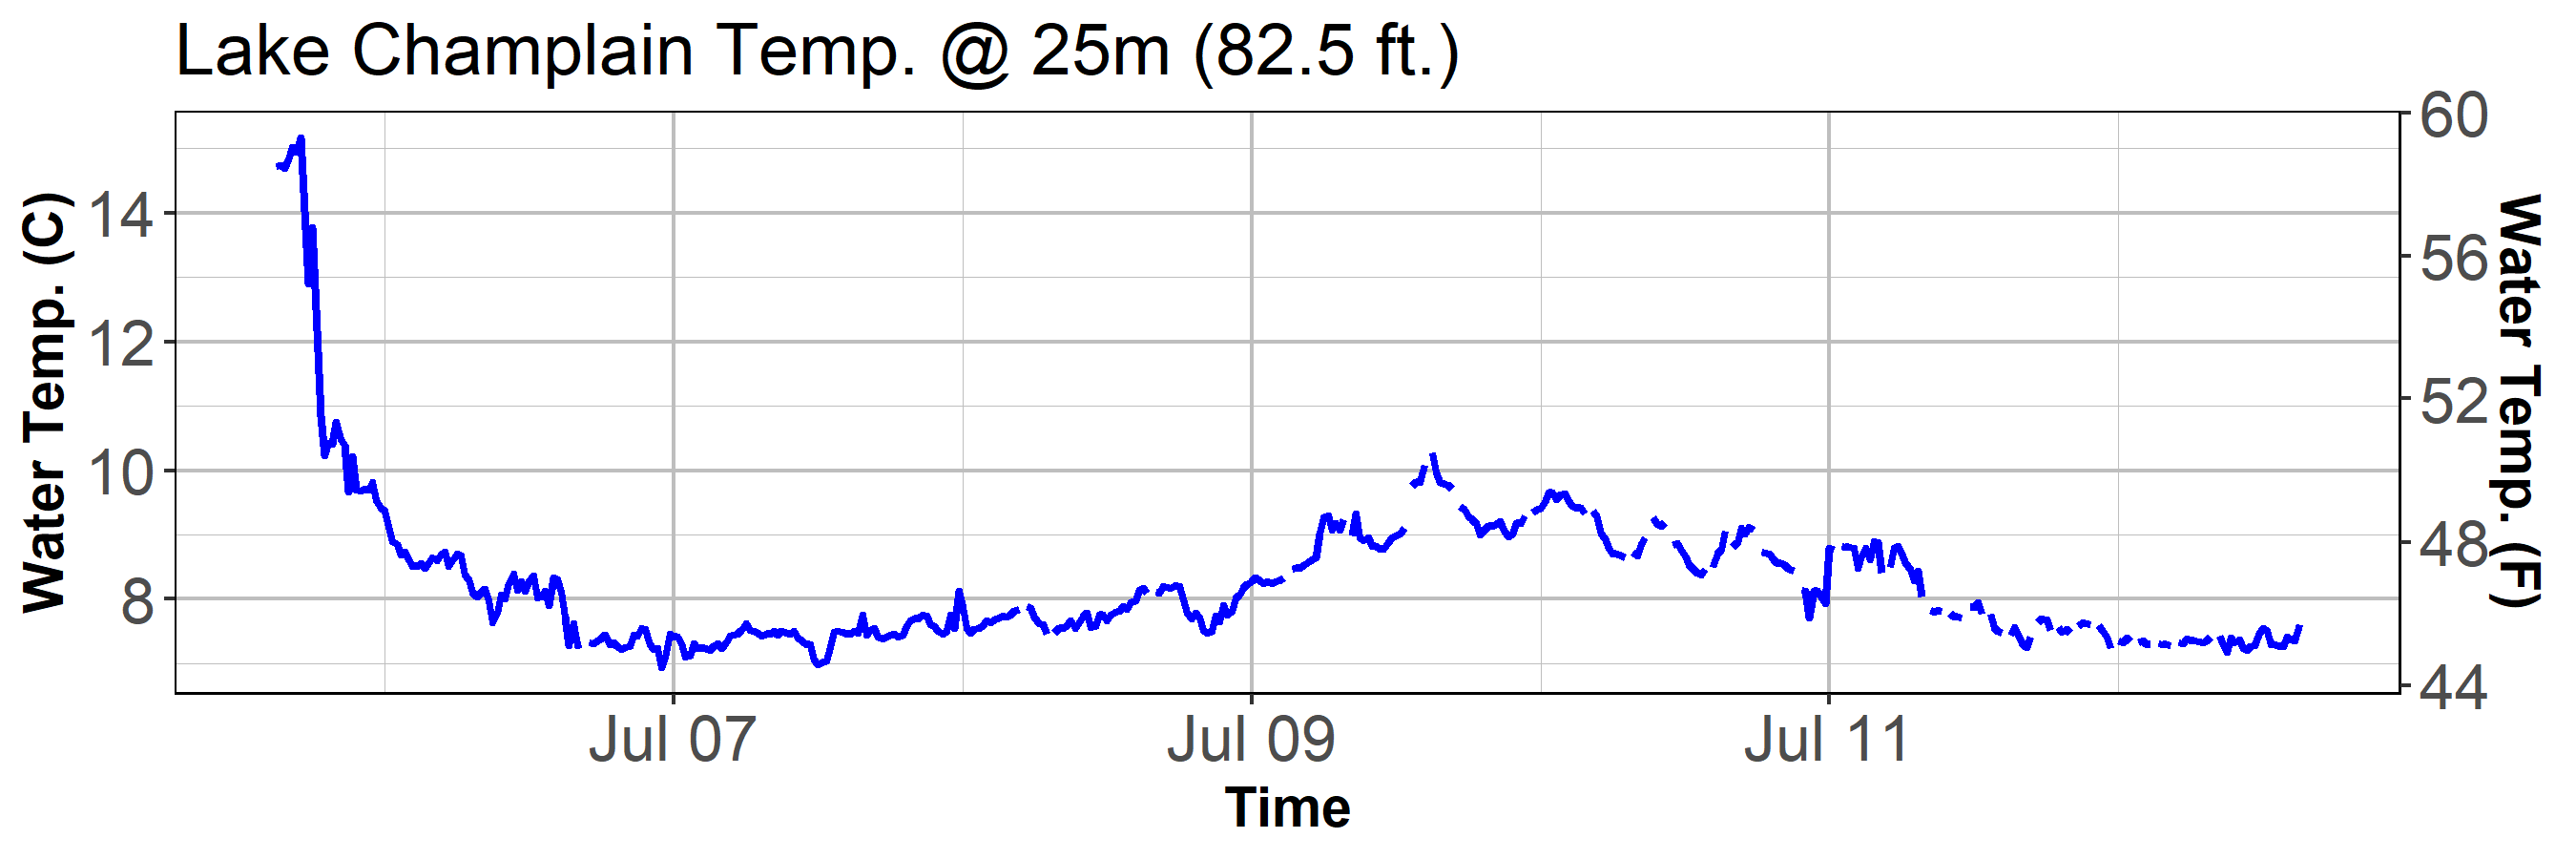 Lake Champlain Temp. @ 25m (82.5 ft.)
Water Temp. (C)
14
12
10
8
60
56
52
48
44
Water Temp. (F)
Jul 07
Jul 09
Jul 11
Time